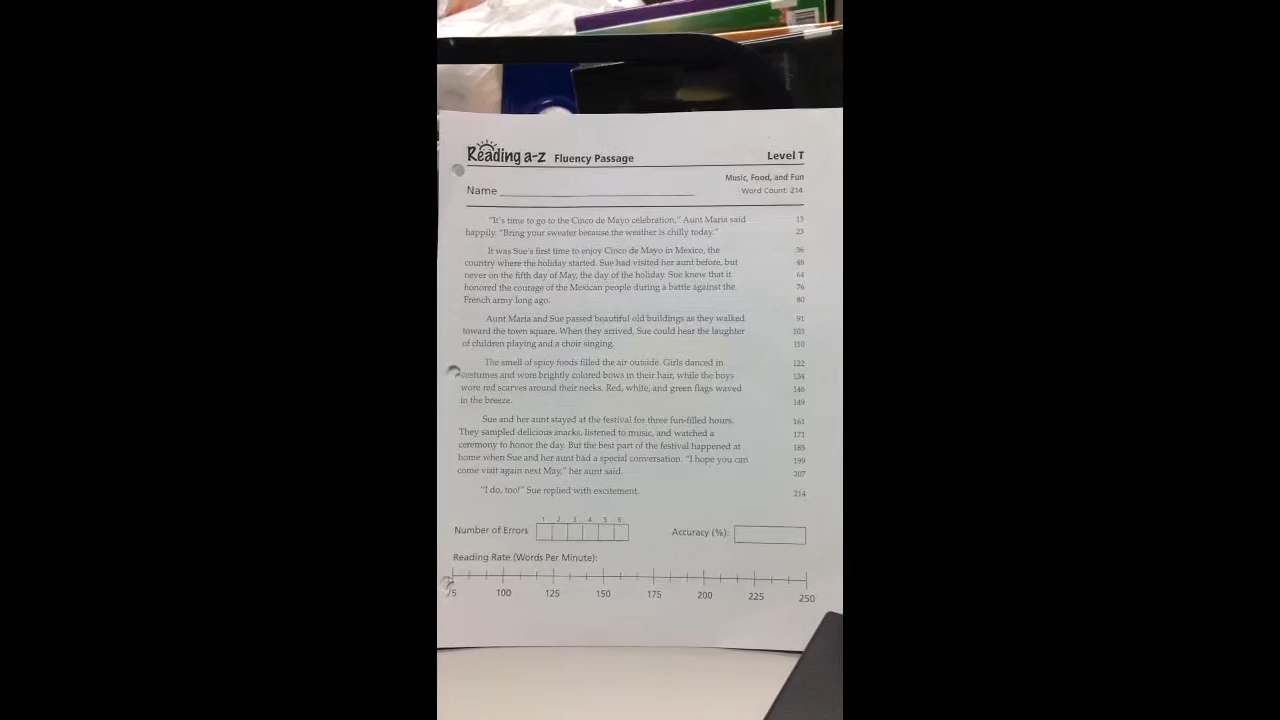 Reading a-z Fluency Passage Level T
Music, Food, and Fun
Name Word Count: 214
"It's time to go to the Cinco de Mayo celebration," Aunt Maria said 13
happily. "Bring your sweater because the weather is chilly today." 23
It was Sue's first time to enjoy Cinco de Mayo in Mexico, the 36
country where the holiday started. Sue had visited her aunt before, but 48
never on the fifth day of May, the day of the holiday. Sue knew that it 64
honored the courage of the Mexican people during a battle against the 76
French army long ago. 80
Aunt Maria and Sue passed beautiful old buildings as they walked 91
toward the town square. When they arrived, Sue could hear the laughter 103
of children playing and a choir singing. 110
The smell of spicy foods filled the air outside. Girls danced in 122
costumes and wore brightly colored bows in their hair, while the boys 134
wore red scarves around their necks. Red, white, and green flags waved 146
in the breeze. 149
Sue and her aunt stayed at the festival for three fun-filled hours. 161
They sampled delicious snacks, listened to music, and watched a 171
ceremony to honor the day. But the best part of the festival happened at 185
home when Sue and her aunt had a special conversation. "I hope you can 199
come visit again next May," her aunt said. 207
"I do, too!" Sue replied with excitement. 214
1 2 3 4 5 6
Number of Errors Accuracy (%):
Reading Rate (Words Per Minute):
75 100 125 150 175 200 225 250